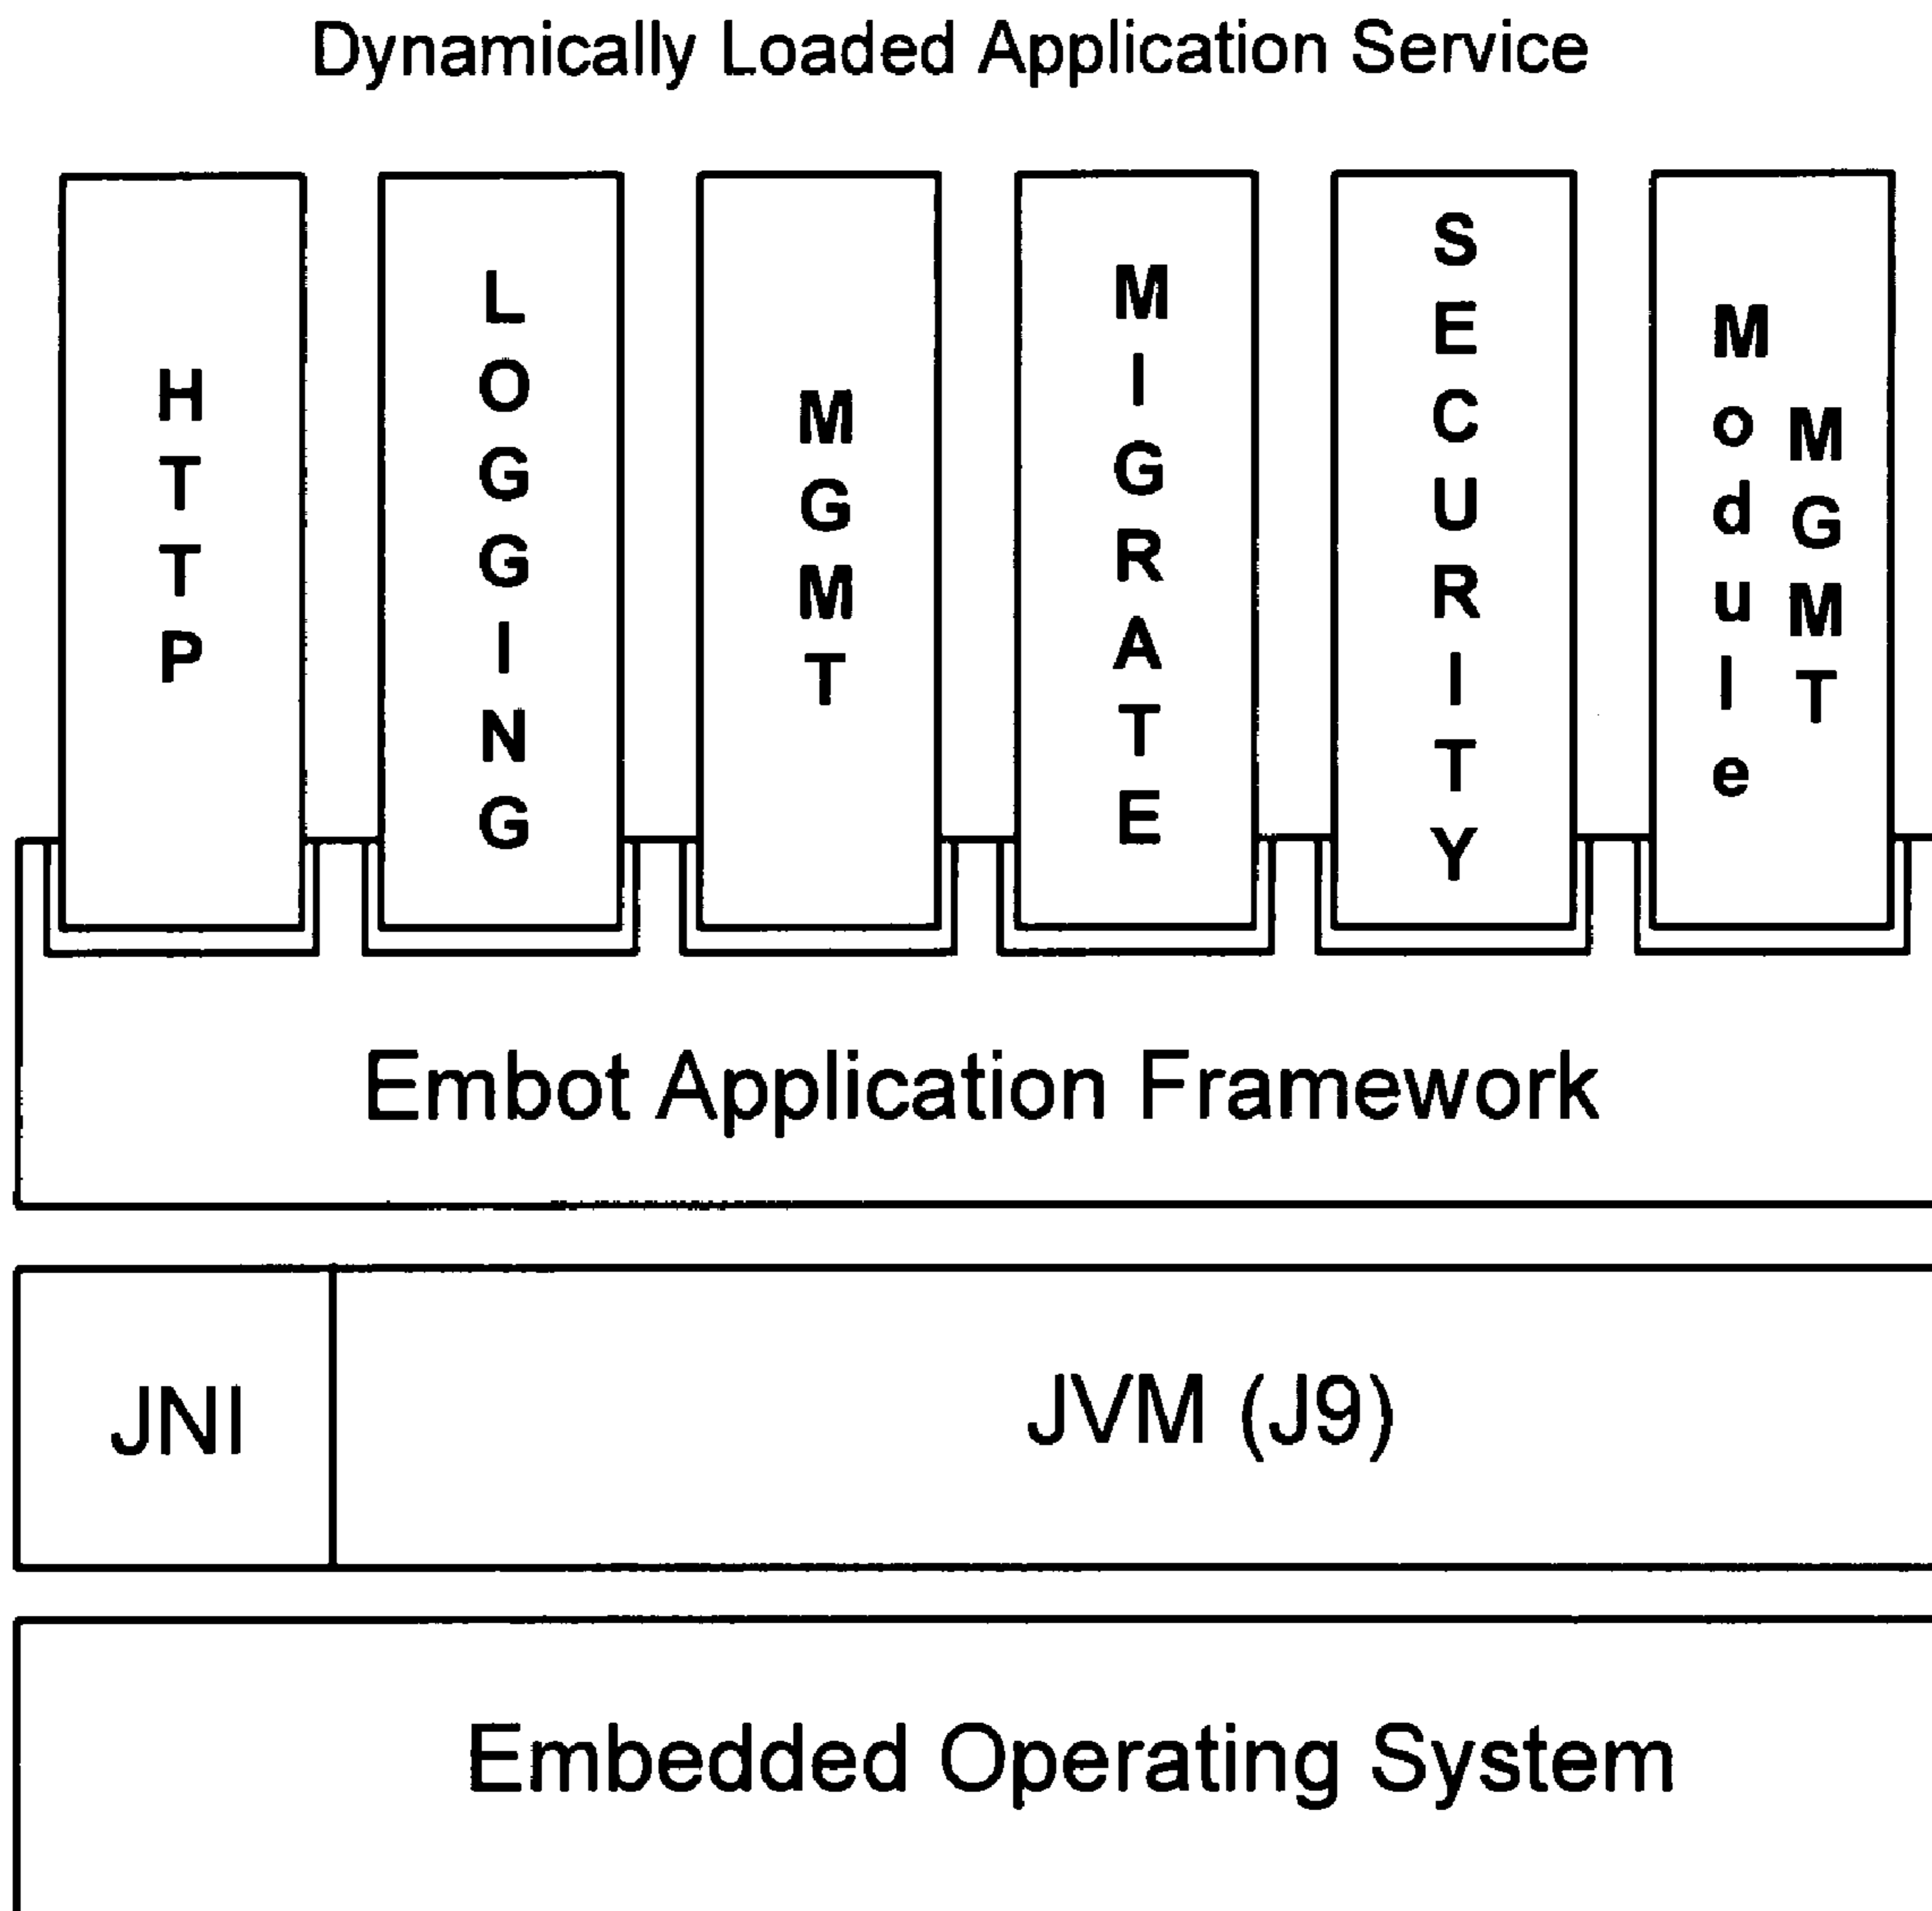 Dynamically Loaded Application Service
HTTP
LOGGING
MGMT
MIGRATE
SECURITY
Module
MGMT
Embot Application Framework
JNI
JVM (J9)
Embedded Operating System